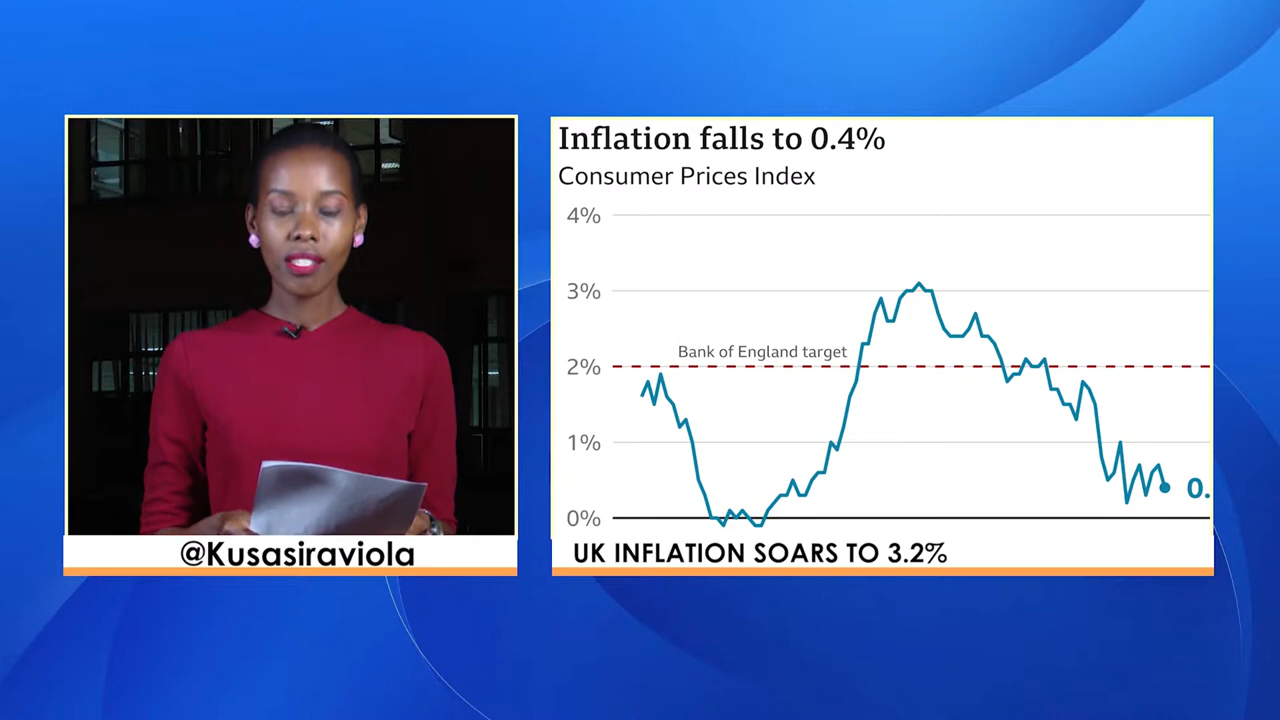 @Kusasiraviola
Inflation falls to 0.4%
Consumer Prices Index
4%
3%
Bank of England target
2%
1%
0.
0%
UK INFLATION SOARS TO 3.2%